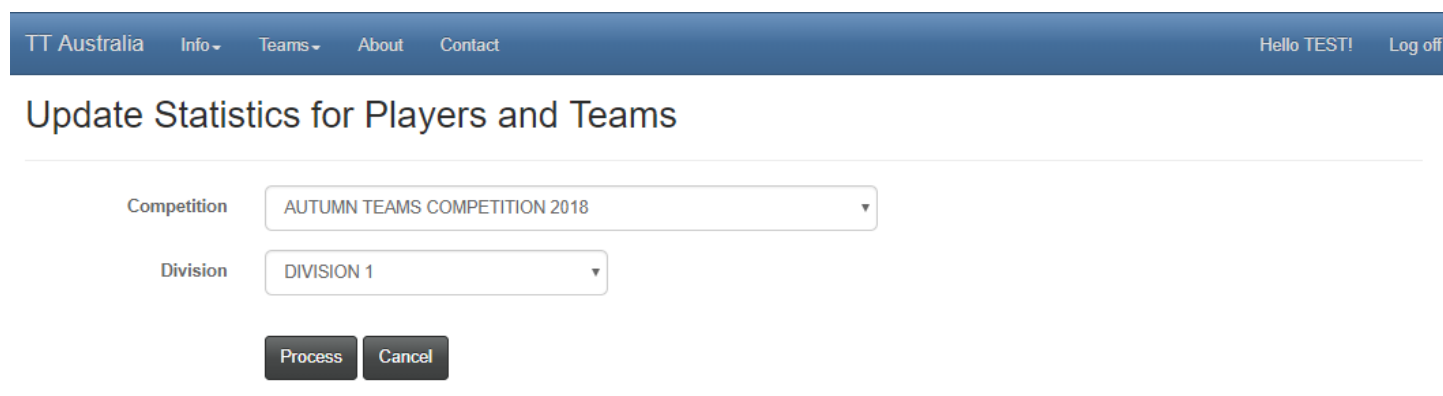 TT Australia Info Teams About Contact Hello TEST! Log off
Update Statistics for Players and Teams
Competition AUTUMN TEAMS COMPETITION 2018
Division DIVISION 1
Process Cancel